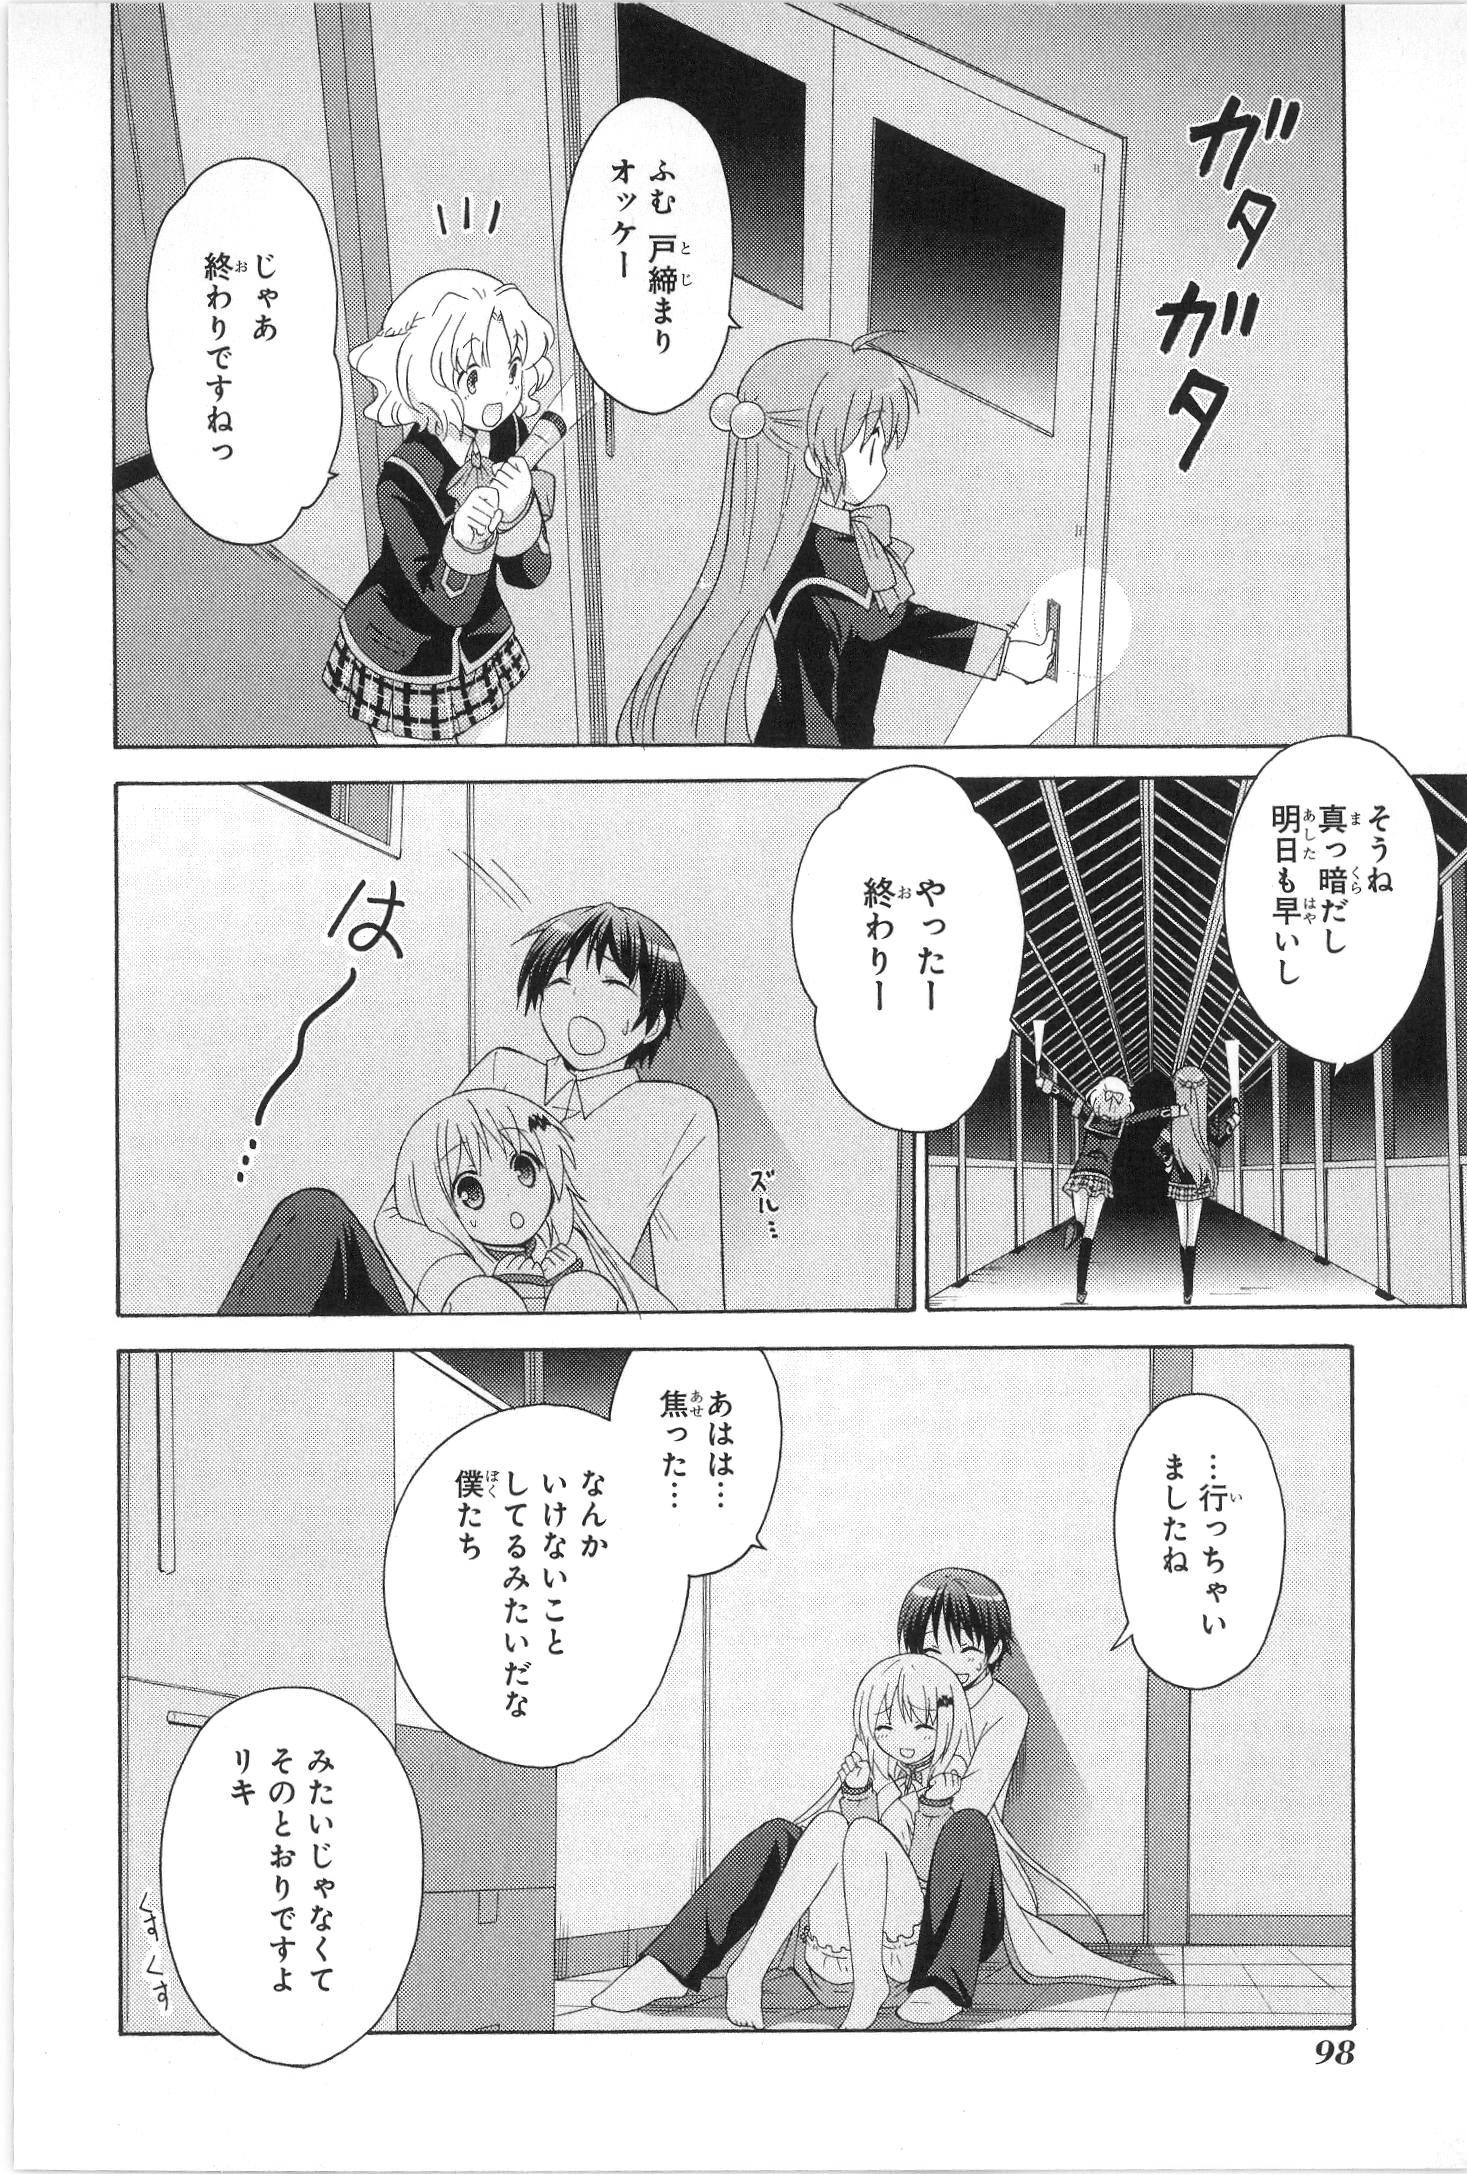 ガタ
ガタ
ふむ 戸締まり
オッケー
じゃあ
終わりですねっ
そうね
真っ暗だし
明日も早いし
やったー
終わりー
は〜〜…
ズル…
…行っちゃい
ましたね
あはは…
焦った…
なんか
いけないこと
してるみたいだな
僕たち
みたいじゃなくて
そのとおりですよ
リキ
くすくす
98